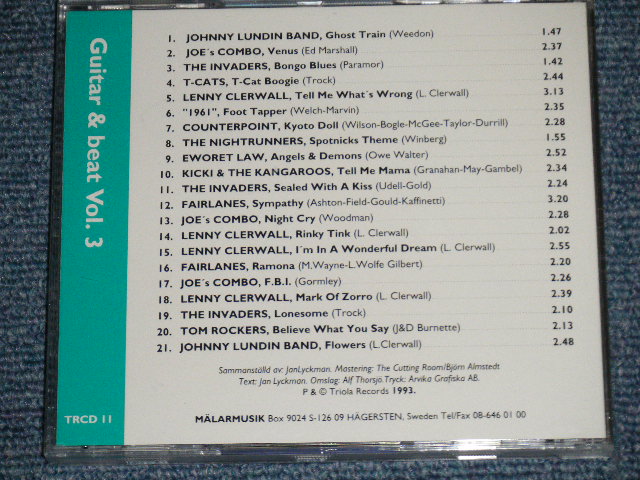 Guitar & beat Vol. 3
TRCD 11
1. JOHNNY LUNDIN BAND, Ghost Train (Weedon) 1.47
2. JOE´s COMBO, Venus (Ed Marshall) 2.37
3. THE INVADERS, Bongo Blues (Paramor) 1.42
4. T-CATS, T-Cat Boogie (Trock) 2.44
5. LENNY CLERWALL, Tell Me What´s Wrong (L. Clerwall) 3.13
6. "1961", Foot Tapper (Welch-Marvin) 2.35
7. COUNTERPOINT, Kyoto Doll (Wilson-Bogle-McGee-Taylor-Durrill) 2.28
8. THE NIGHTRUNNERS, Spotnicks Theme (Winberg) 1.55
9. EWORET LAW, Angels & Demons (Owe Walter) 2.52
10. KICKI & THE KANGAROOS, Tell Me Mama (Granahan-May-Gambel) 2.34
11. THE INVADERS, Sealed With A Kiss (Udell-Gold) 2.24
12. FAIRLANES, Sympathy (Ashton-Field-Gould-Kaffinetti) 3.20
13. JOE´s COMBO, Night Cry (Woodman) 2.28
14. LENNY CLERWALL, Rinky Tink (L. Clerwall) 2.02
15. LENNY CLERWALL, I´m In A Wonderful Dream (L. Clerwall) 2.55
16. FAIRLANES, Ramona (M.Wayne-L.Wolfe Gilbert) 2.20
17. JOE´s COMBO, F.B.I. (Gormley) 2.26
18. LENNY CLERWALL, Mark Of Zorro (L. Clerwall) 2.39
19. THE INVADERS, Lonesome (Trock) 2.10
20. TOM ROCKERS, Believe What You Say (J&D Burnette) 2.13
21. JOHNNY LUNDIN BAND, Flowers (L.Clerwall) 2.48
Sammanställd av: JanLyckman. Mastering: The Cutting Room/Björn Almstedt
Text: Jan Lyckman. Omslag: Alf Thorsjo.Tryck: Arvika Grafiska AB.
P & © Triola Records 1993.
MÄLARMUSIK Box 9024 S-126 09 HÄGERSTEN, Sweden Tel/Fax 08-646 01 00